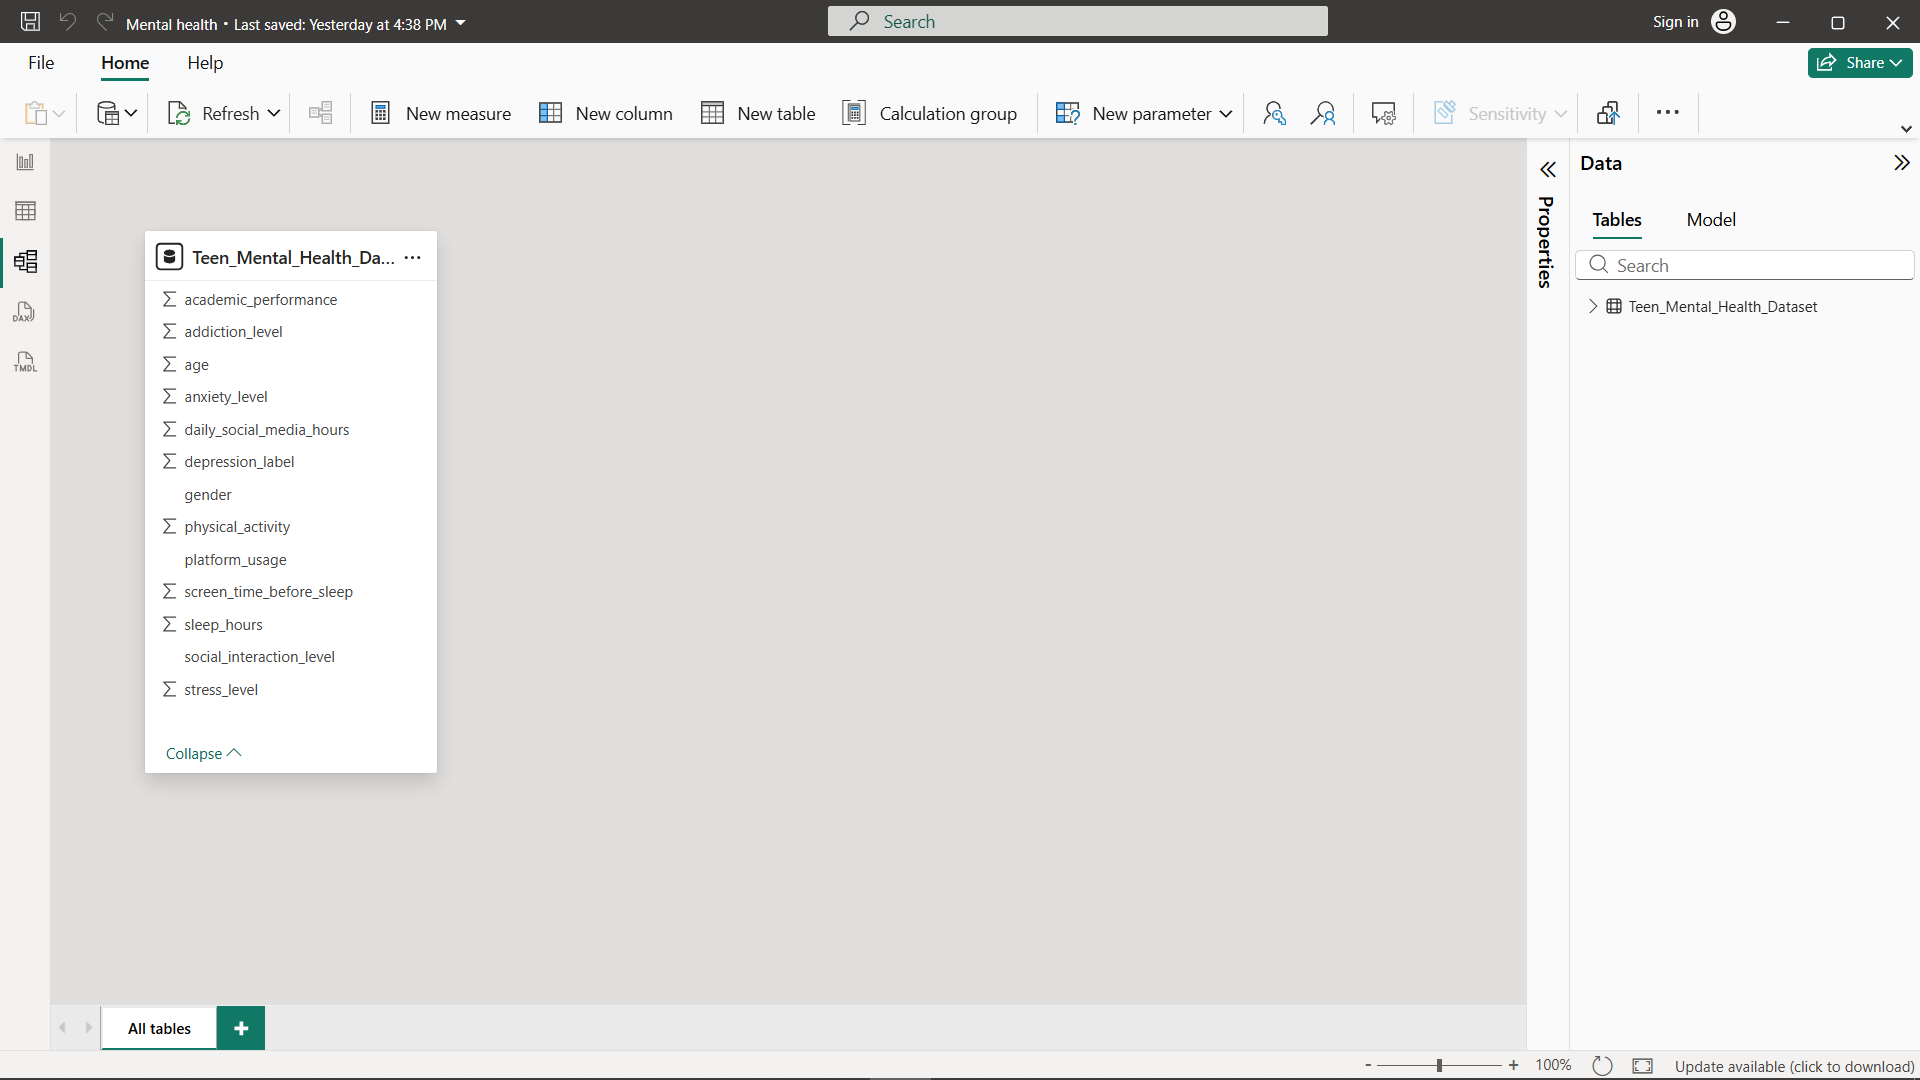 Mental health • Last saved: Yesterday at 4:38 PM
Search
Sign in
File
Home
Help
Share
Refresh
New measure
New column
New table
Calculation group
New parameter
Sensitivity
DAX
TMDL
Teen_Mental_Health_Da...
academic_performance
addiction_level
age
anxiety_level
daily_social_media_hours
depression_label
gender
physical_activity
platform_usage
screen_time_before_sleep
sleep_hours
social_interaction_level
stress_level
Collapse
Properties
Data
Tables
Model
Search
Teen_Mental_Health_Dataset
All tables
- + 100%
Update available (click to download)